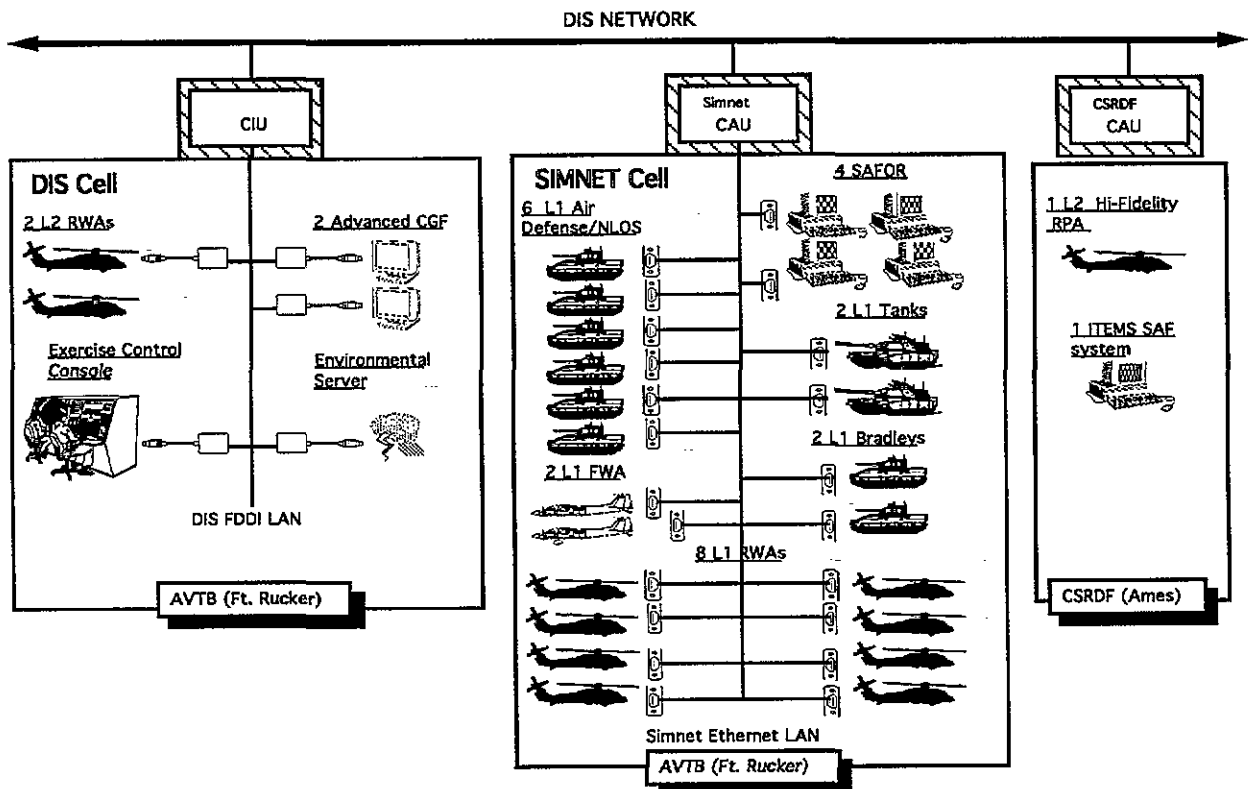 DIS NETWORK
CIU
Simnet
CAU
CSRDF
CAU
DIS Cell
2 L2 RWAs
2 Advanced CGF
Exercise Control
Console
Environmental
Server
DIS FDDI LAN
AVTB (Ft. Rucker)
SIMNET Cell
4 SAFOR
6 L1 Air
Defense/NLOS
2 L1 Tanks
2 L1 Bradleys
2 L1 FWA
8 L1 RWAs
Simnet Ethernet LAN
AVTB (Ft. Rucker)
1 L2 Hi-Fidelity
RPA
1 ITEMS SAF
system
CSRDF (Ames)